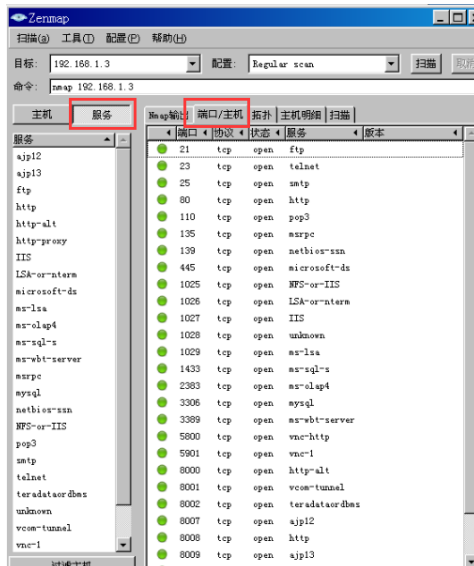 Zenmap
扫描(a) 工具(T) 配置(P) 帮助(H)
目标: 192.168.1.3 配置: Regular scan 扫描 取消
命令: nmap 192.168.1.3
主机 服务 Nmap输出 端口/主机 拓扑 主机明细 扫描
服务
ajp12
ajp13
ftp
http
http-alt
http-proxy
IIS
LSA-or-nterm
microsoft-ds
ms-lsa
ms-olap4
ms-sql-s
ms-wbt-server
msrpc
mysql
netbios-ssn
NFS-or-IIS
pop3
smtp
telnet
teradataordbms
unknown
vcom-tunnel
vnc-1
过滤主机
端口 协议 状态 服务 版本
21 tcp open ftp
23 tcp open telnet
25 tcp open smtp
80 tcp open http
110 tcp open pop3
135 tcp open msrpc
139 tcp open netbios-ssn
445 tcp open microsoft-ds
1025 tcp open NFS-or-IIS
1026 tcp open LSA-or-nterm
1027 tcp open IIS
1028 tcp open unknown
1029 tcp open ms-lsa
1433 tcp open ms-sql-s
2383 tcp open ms-olap4
3306 tcp open mysql
3389 tcp open ms-wbt-server
5800 tcp open vnc-http
5901 tcp open vnc-1
8000 tcp open http-alt
8001 tcp open vcom-tunnel
8002 tcp open teradataordbms
8007 tcp open ajp12
8008 tcp open http
8009 tcp open ajp13